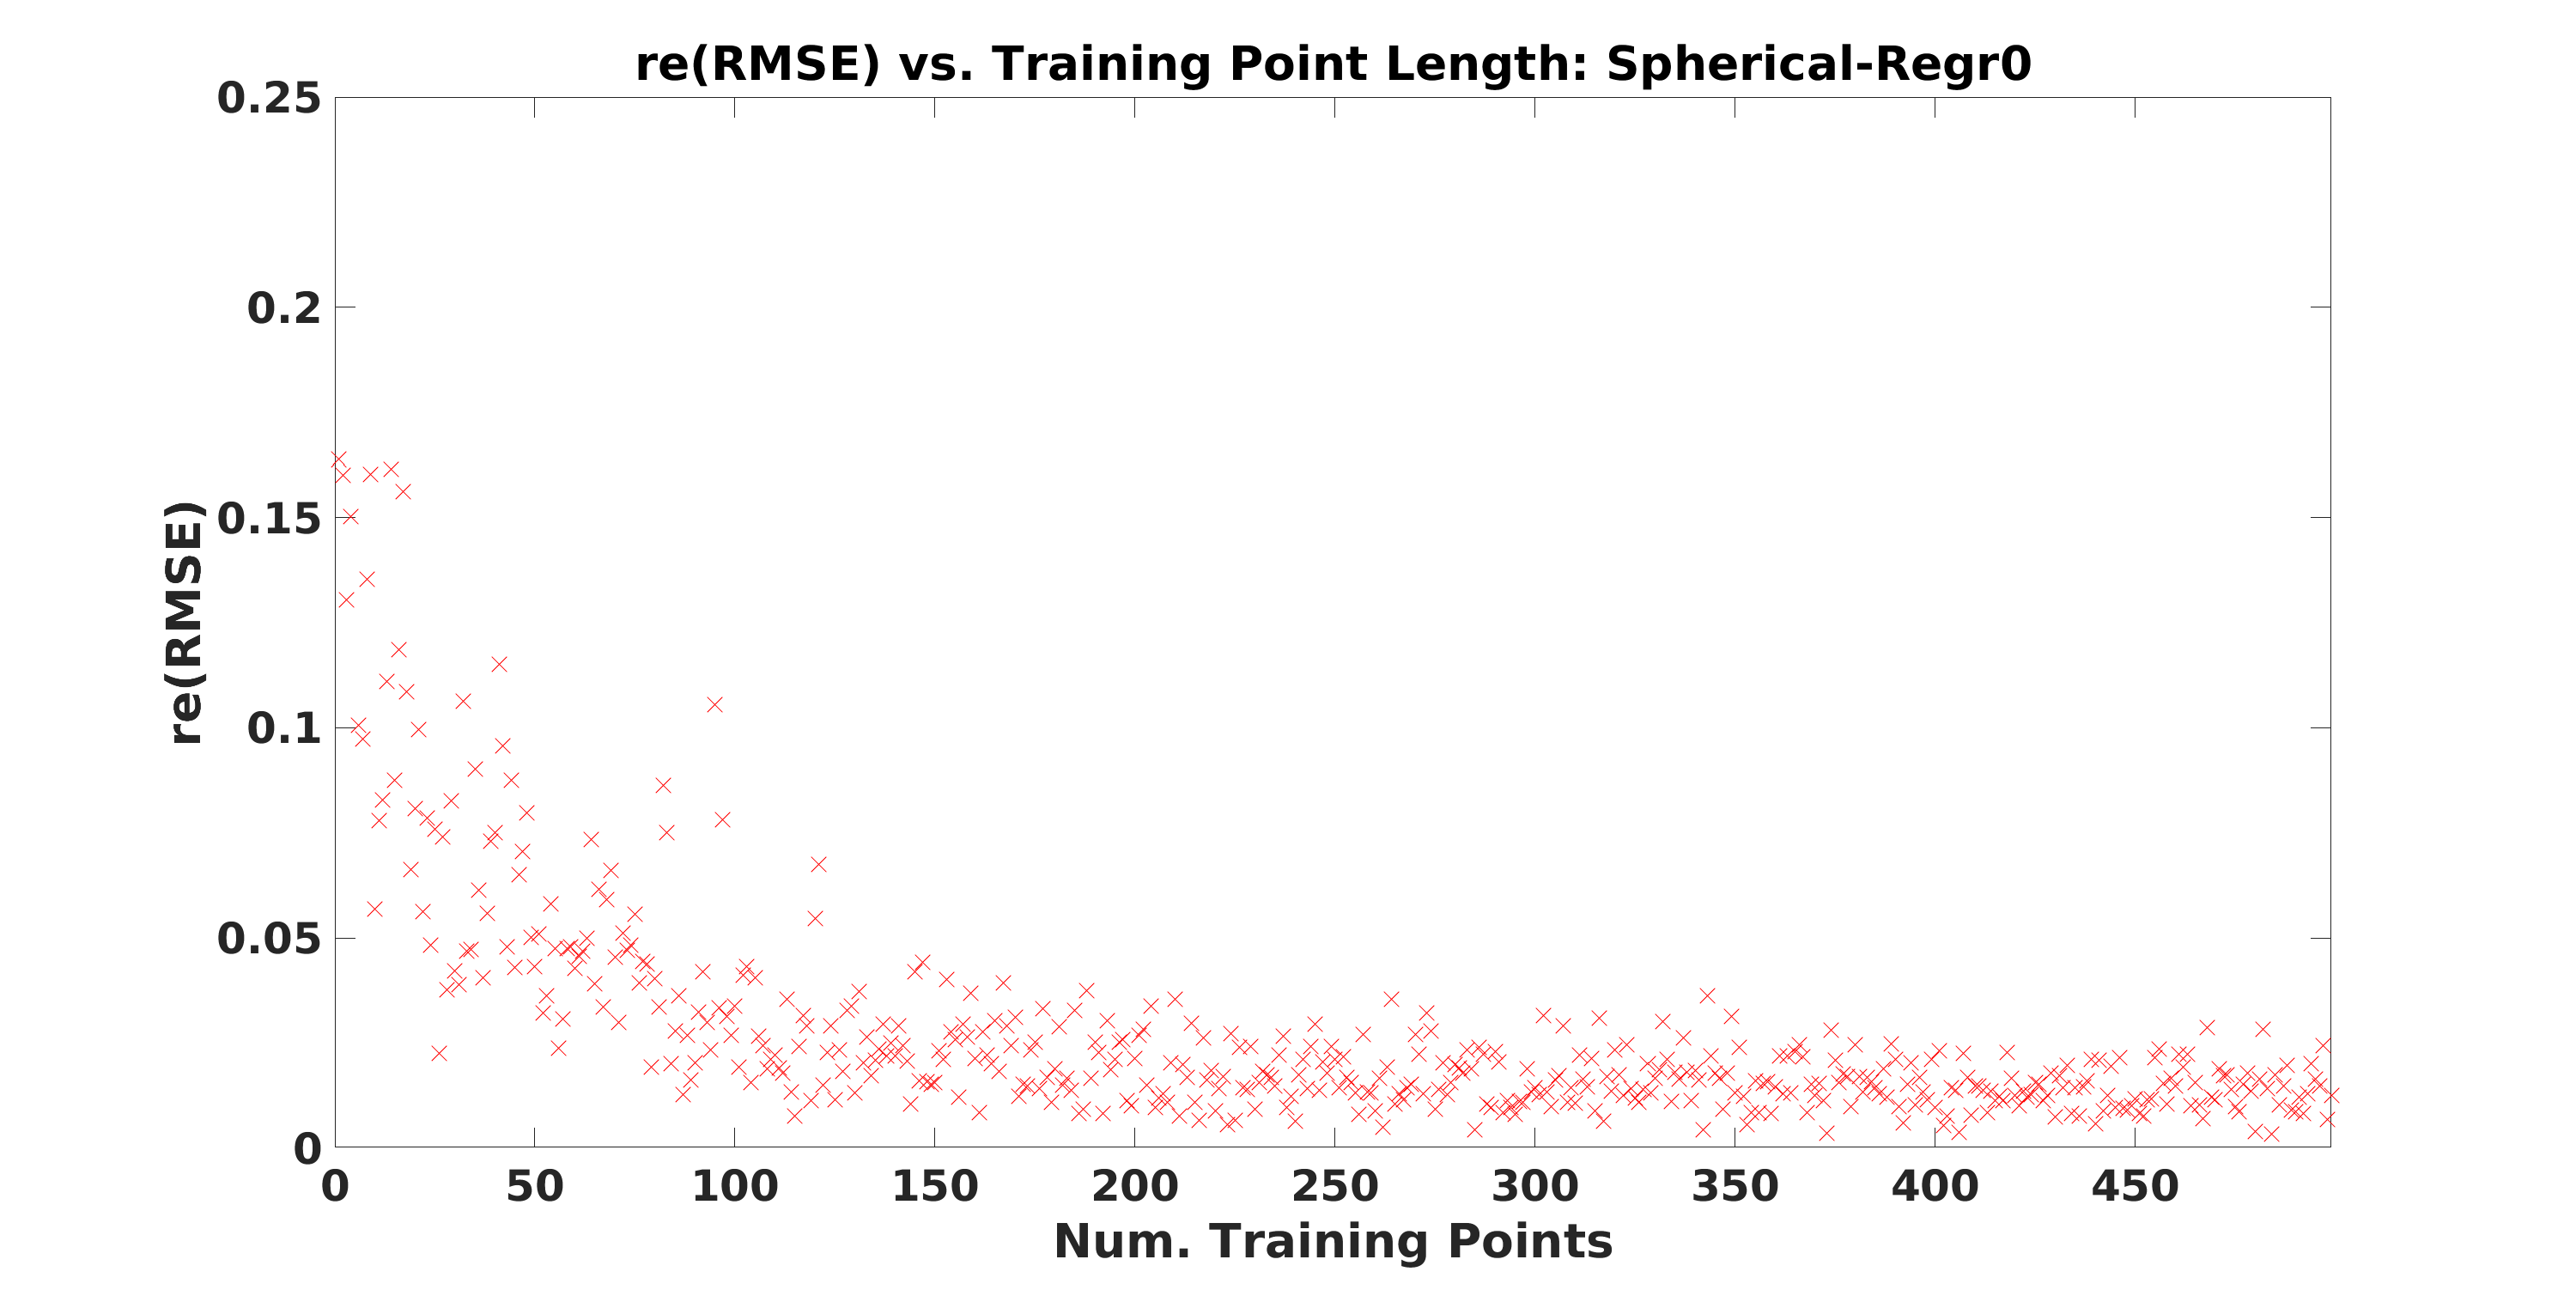 re(RMSE) vs. Training Point Length: Spherical-Regr0
0.25
0.2
0.15
0.1
0.05
0
re(RMSE)
0 50 100 150 200 250 300 350 400 450
Num. Training Points